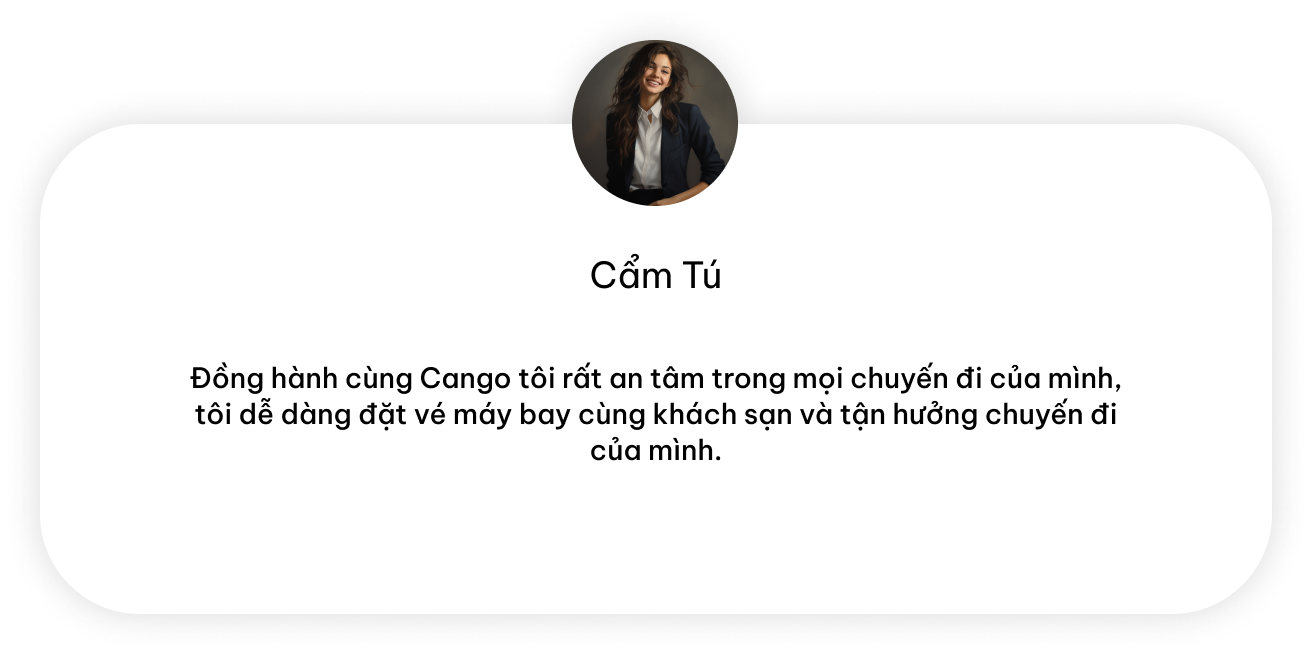 Cẩm Tú
Đồng hành cùng Cango tôi rất an tâm trong mọi chuyến đi của mình,
tôi dễ dàng đặt vé máy bay cùng khách sạn và tận hưởng chuyến đi
của mình.